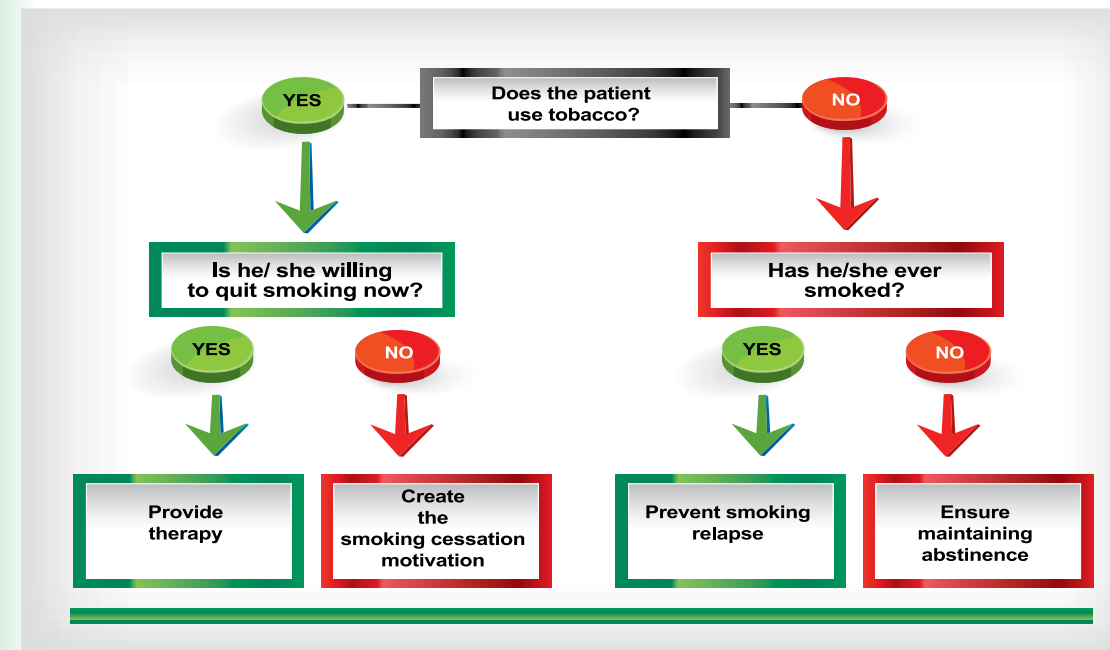 Does the patient
use tobacco?
YES
NO
Is he/ she willing
to quit smoking now?
Has he/she ever
smoked?
YES
NO
YES
NO
Provide
therapy
Create
the
smoking cessation
motivation
Prevent smoking
relapse
Ensure
maintaining
abstinence